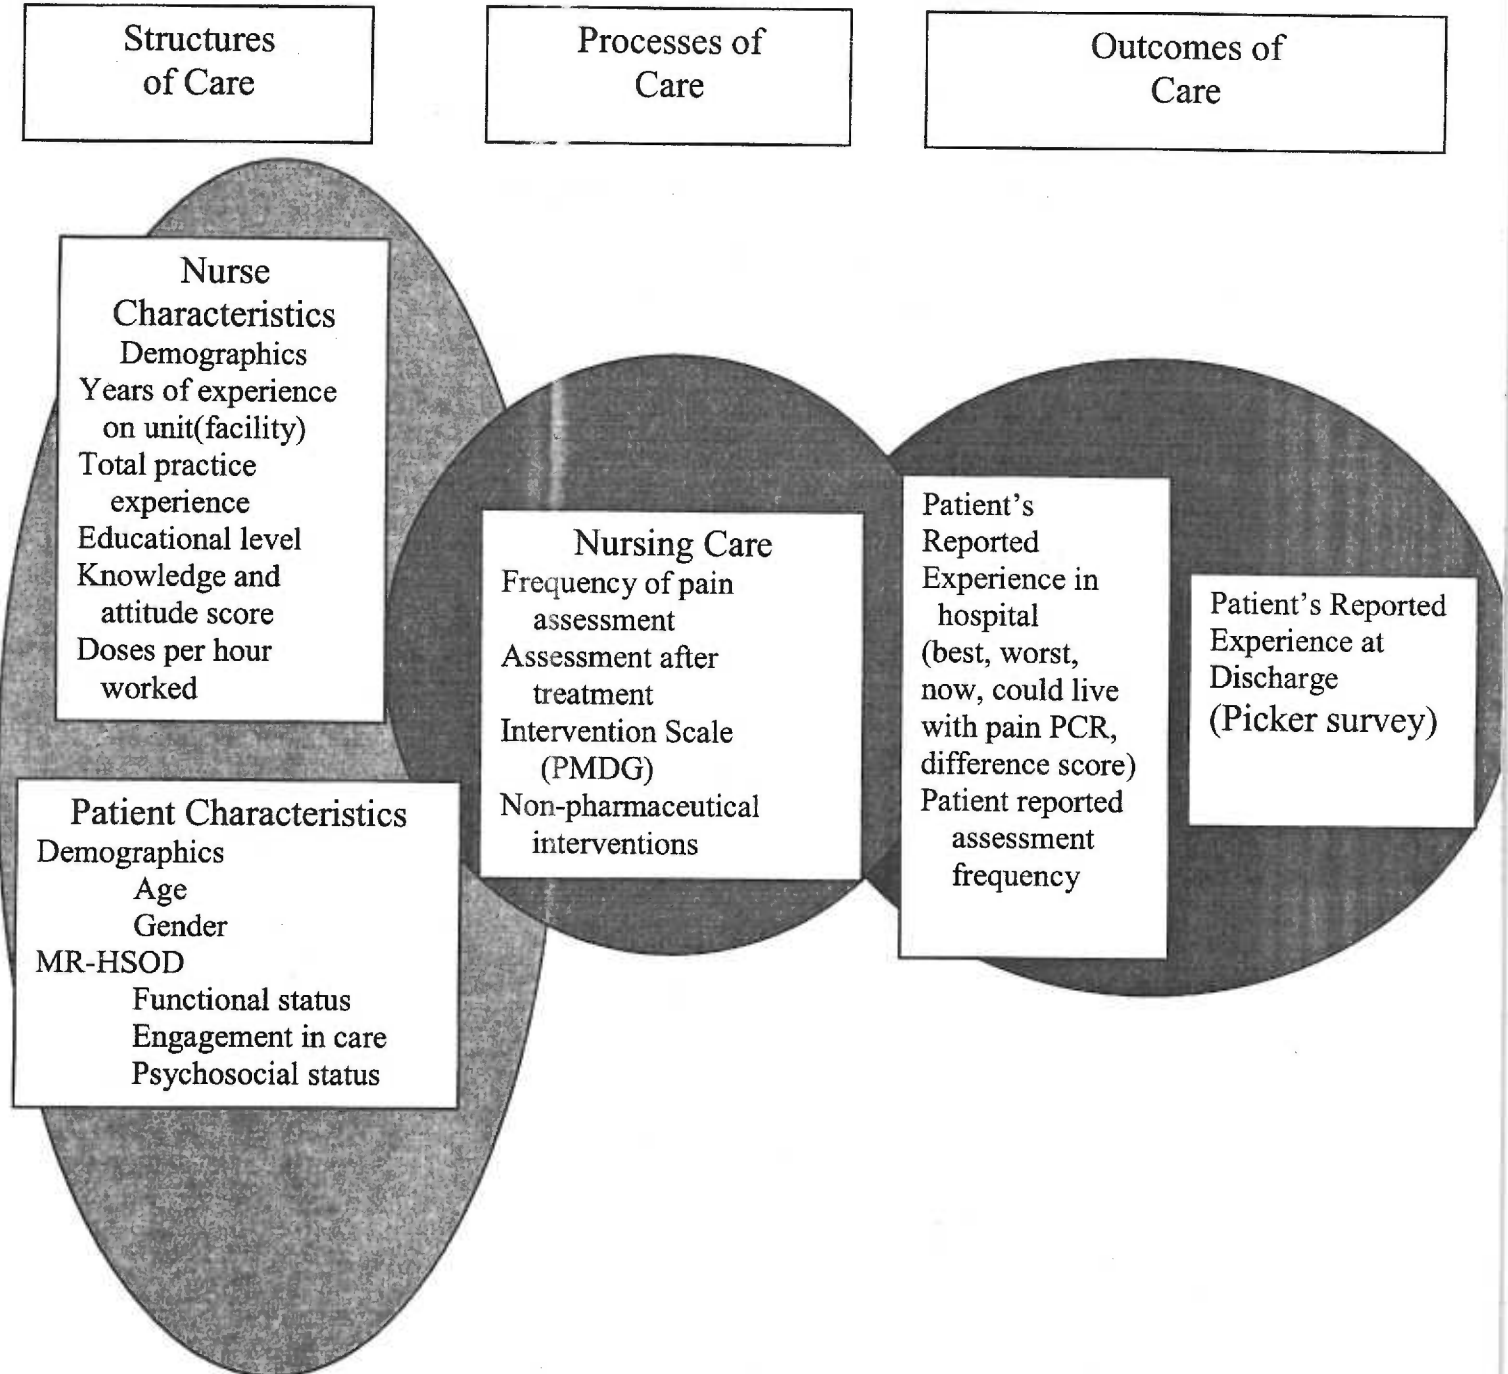 Structures
of Care
Processes of
Care
Outcomes of
Care
Nurse
Characteristics
Demographics
Years of experience
on unit(facility)
Total practice
experience
Educational level
Knowledge and
attitude score
Doses per hour
worked
Patient Characteristics
Demographics
Age
Gender
MR-HSOD
Functional status
Engagement in care
Psychosocial status
Nursing Care
Frequency of pain
assessment
Assessment after
treatment
Intervention Scale
(PMDG)
Non-pharmaceutical
interventions
Patient's
Reported
Experience in
hospital
(best, worst,
now, could live
with pain PCR,
difference score)
Patient reported
assessment
frequency
Patient's Reported
Experience at
Discharge
(Picker survey)